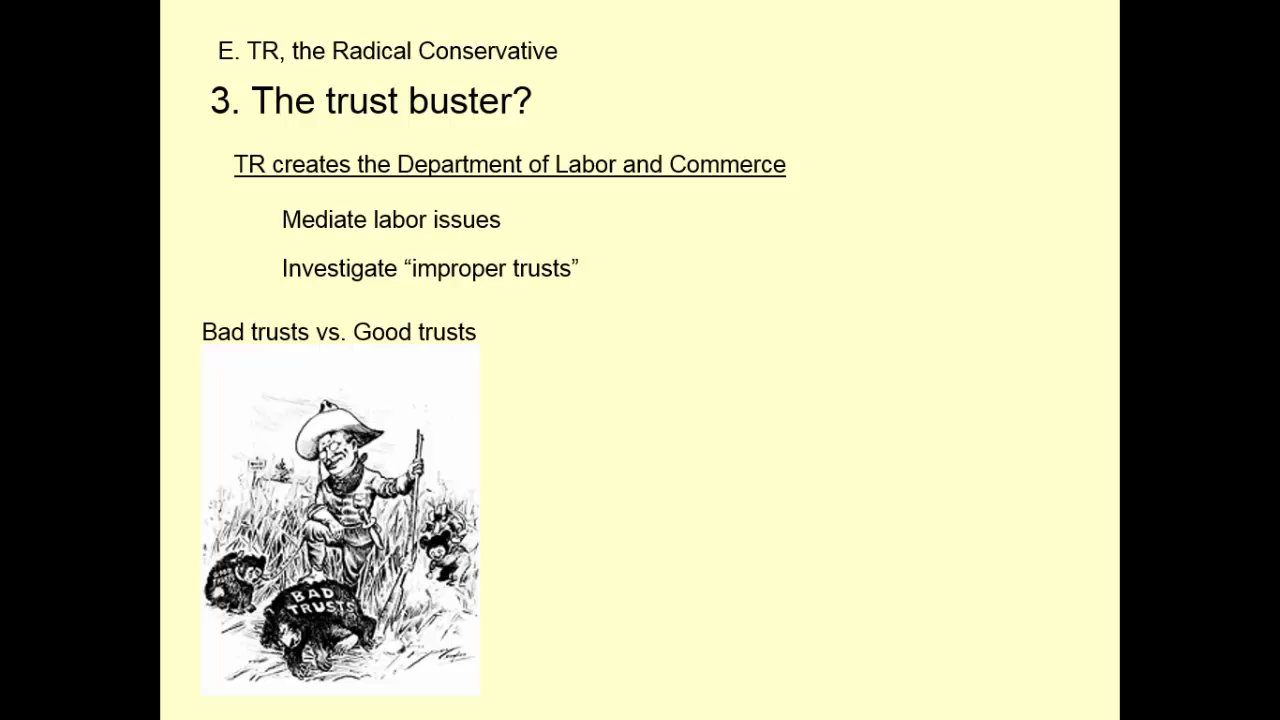 E. TR, the Radical Conservative
3. The trust buster?
TR creates the Department of Labor and Commerce
Mediate labor issues
Investigate “improper trusts”
Bad trusts vs. Good trusts
BAD
TRUSTS